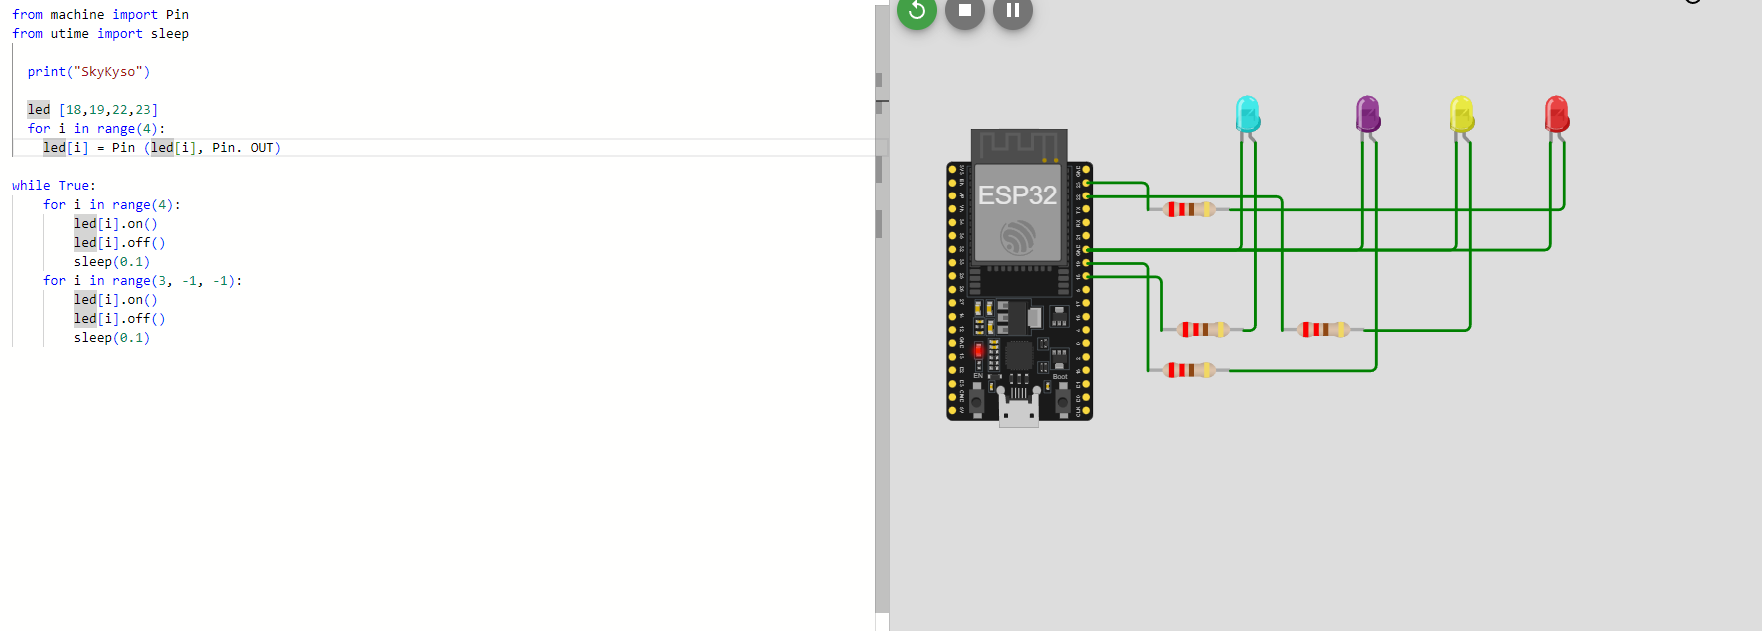 from machine import Pin
from utime import sleep
print("SkyKyso")
led [18,19,22,23]
for i in range(4):
led[i] = Pin (led[i], Pin. OUT)
while True:
for i in range(4):
led[i].on()
led[i].off()
sleep(0.1)
for i in range(3, -1, -1):
led[i].on()
led[i].off()
sleep(0.1)
ESP32
EN
Boot